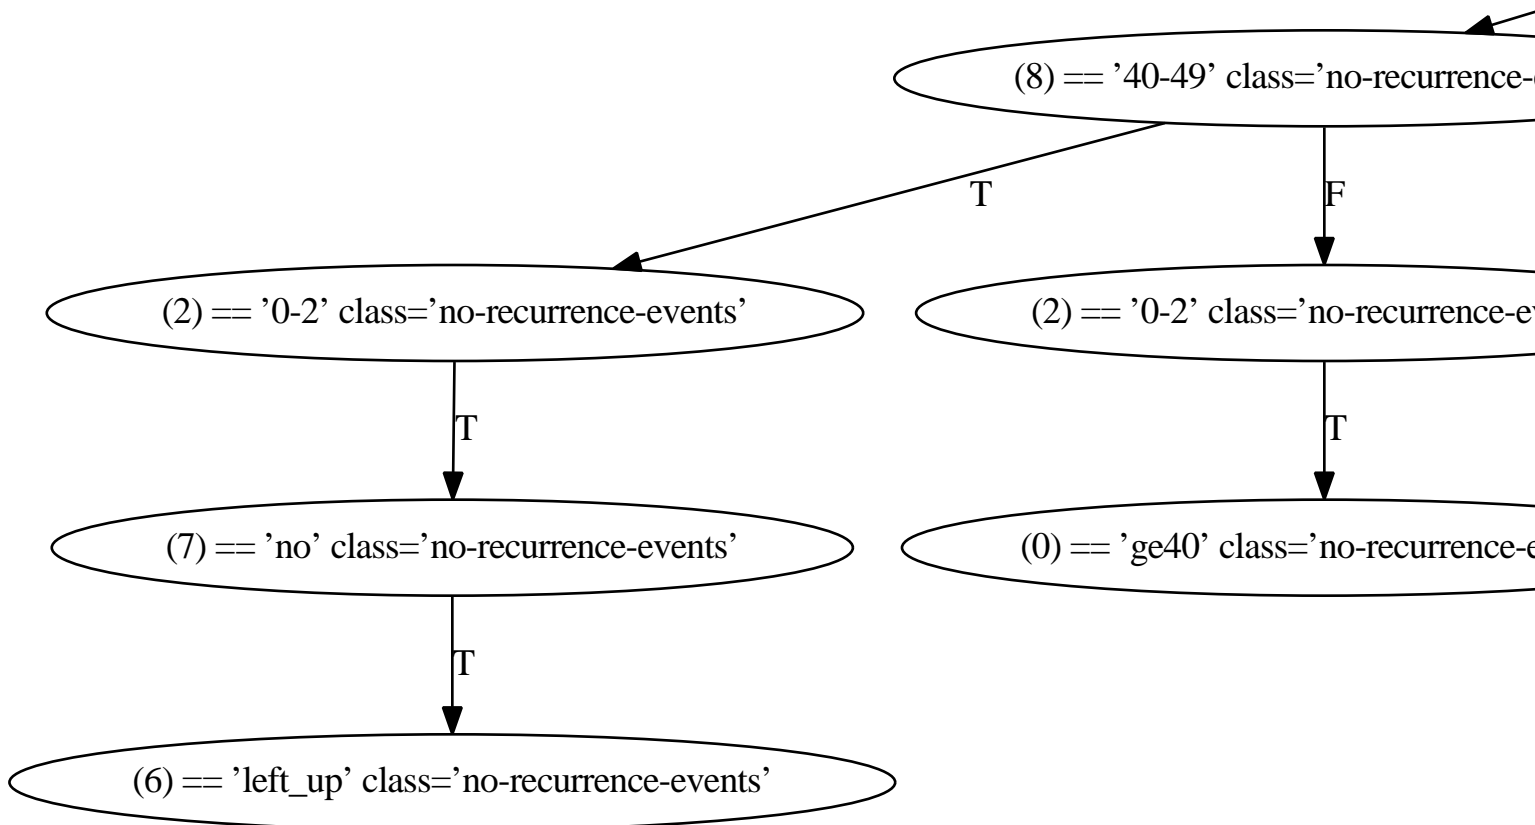 (8) == ’40-49’ class=’no-recurrence-
T
F
(2) == ’0-2’ class=’no-recurrence-events’
(2) == ’0-2’ class=’no-recurrence-ev
T
T
(7) == ’no’ class=’no-recurrence-events’
(0) == ’ge40’ class=’no-recurrence-e
T
(6) == ’left_up’ class=’no-recurrence-events’